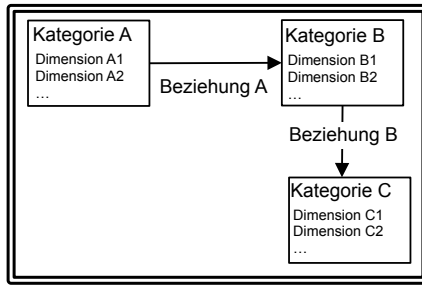 Kategorie A
Dimension A1
Dimension A2
…
Beziehung A
Kategorie B
Dimension B1
Dimension B2
…
Beziehung B
Kategorie C
Dimension C1
Dimension C2
…